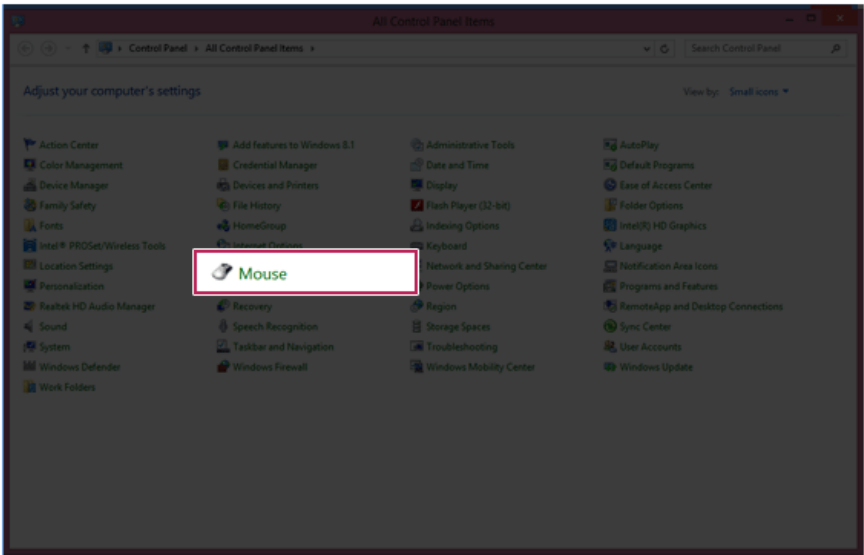 All Control Panel Items
Control Panel All Control Panel Items Search Control Panel
Adjust your computer's settings View by: Small icons
Action Center Add features to Windows 8.1 Administrative Tools AutoPlay
Color Management Credential Manager Date and Time Default Programs
Device Manager Devices and Printers Display Ease of Access Center
Family Safety File History Flash Player (32-bit) Folder Options
Fonts HomeGroup Indexing Options Intel(R) HD Graphics
Intel® PROSet/Wireless Tools Internet Options Keyboard Language
Location Settings Mouse Network and Sharing Center Notification Area Icons
Personalization Power Options Programs and Features
Realtek HD Audio Manager Recovery Region RemoteApp and Desktop Connections
Sound Speech Recognition Storage Spaces Sync Center
System Taskbar and Navigation Troubleshooting User Accounts
Windows Defender Windows Firewall Windows Mobility Center Windows Update
Work Folders